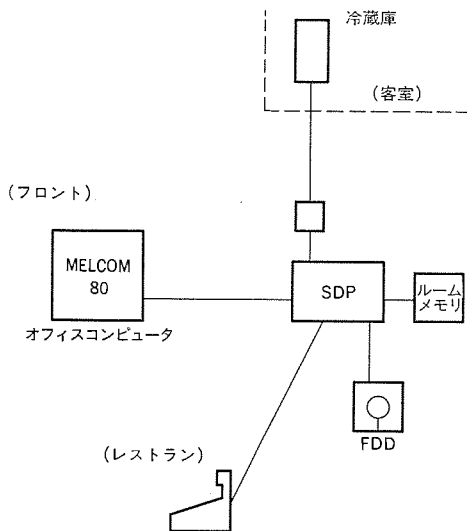 冷蔵庫
(客室)
(フロント)
MELCOM
80
オフィスコンピュータ
SDP
ルーム
メモリ
FDD
(レストラン)